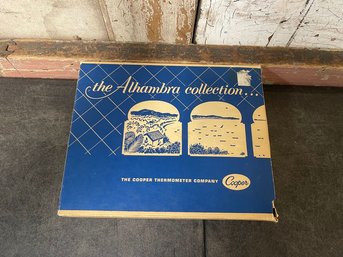 the Alhambra collection...
THE COOPER THERMOMETER COMPANY
Cooper